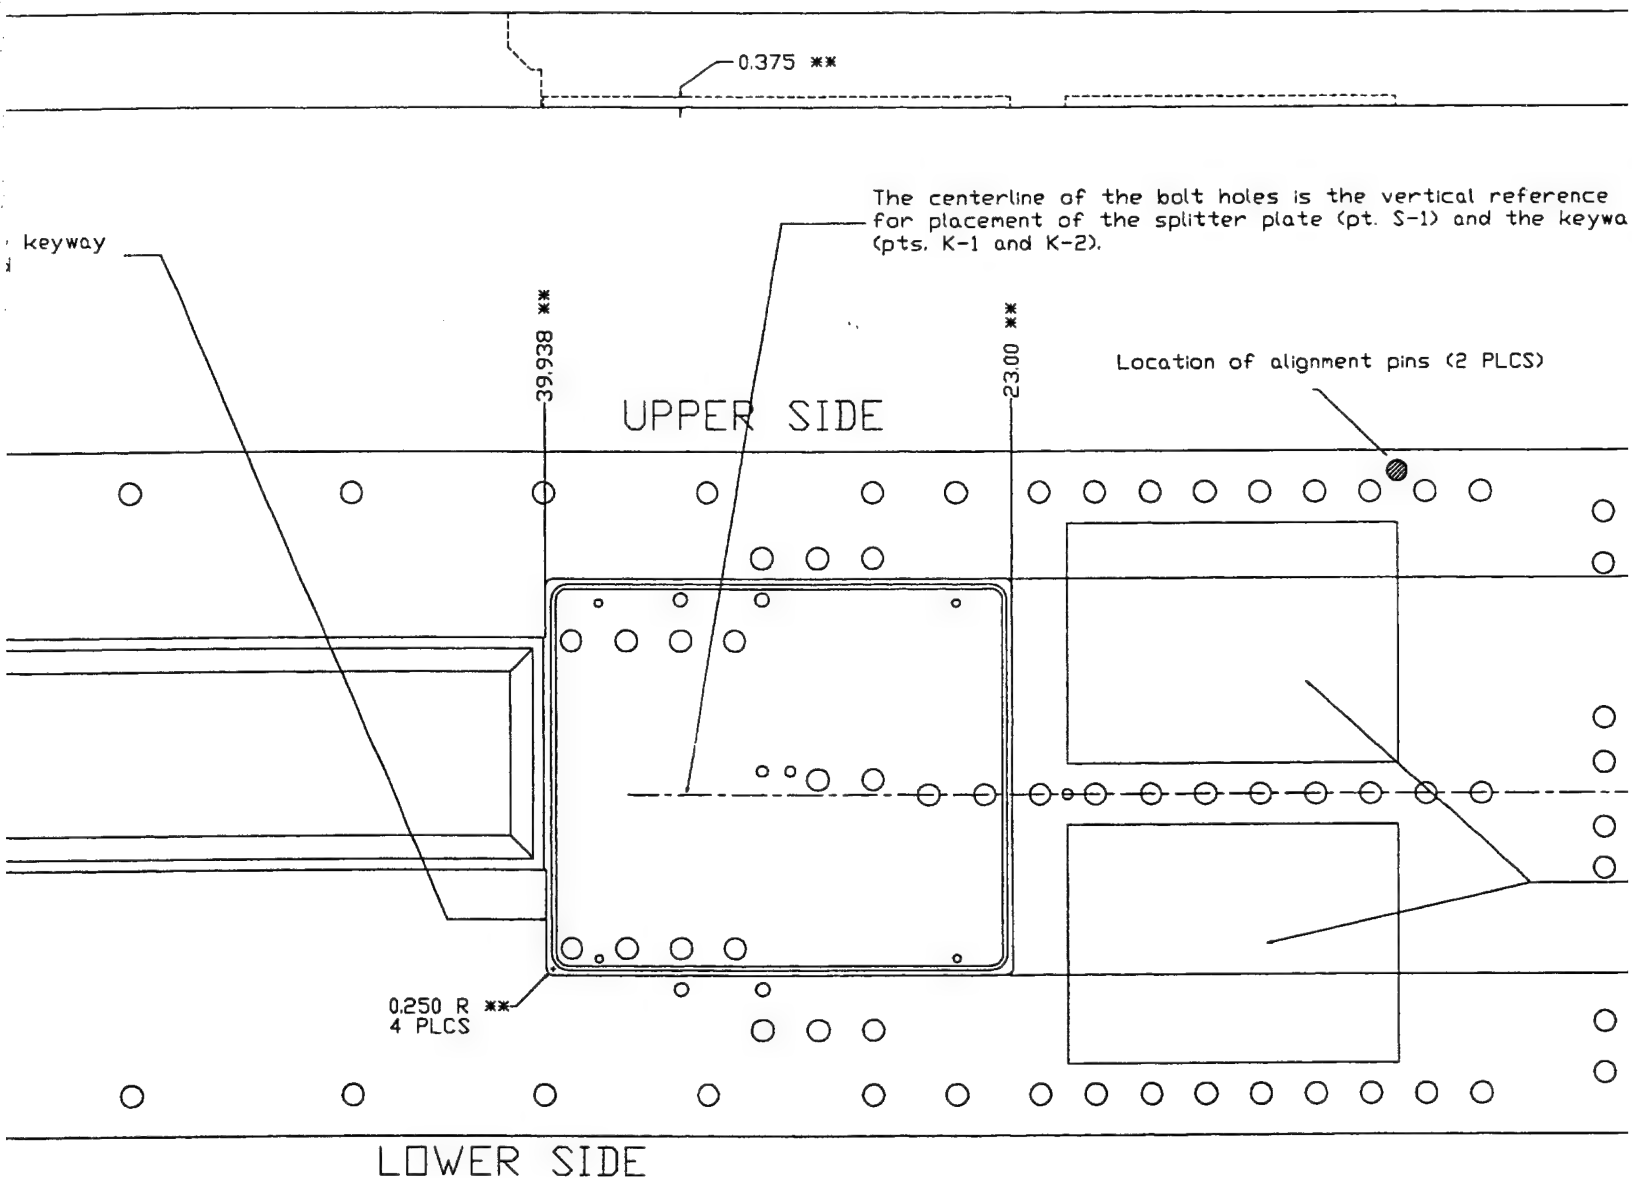 0.375 **
The centerline of the bolt holes is the vertical reference
for placement of the splitter plate (pt. S-1) and the keywa
(pts. K-1 and K-2).
keyway
39.938 **
23.00 **
Location of alignment pins (2 PLCS)
UPPER SIDE
0.250 R **
4 PLCS
LOWER SIDE